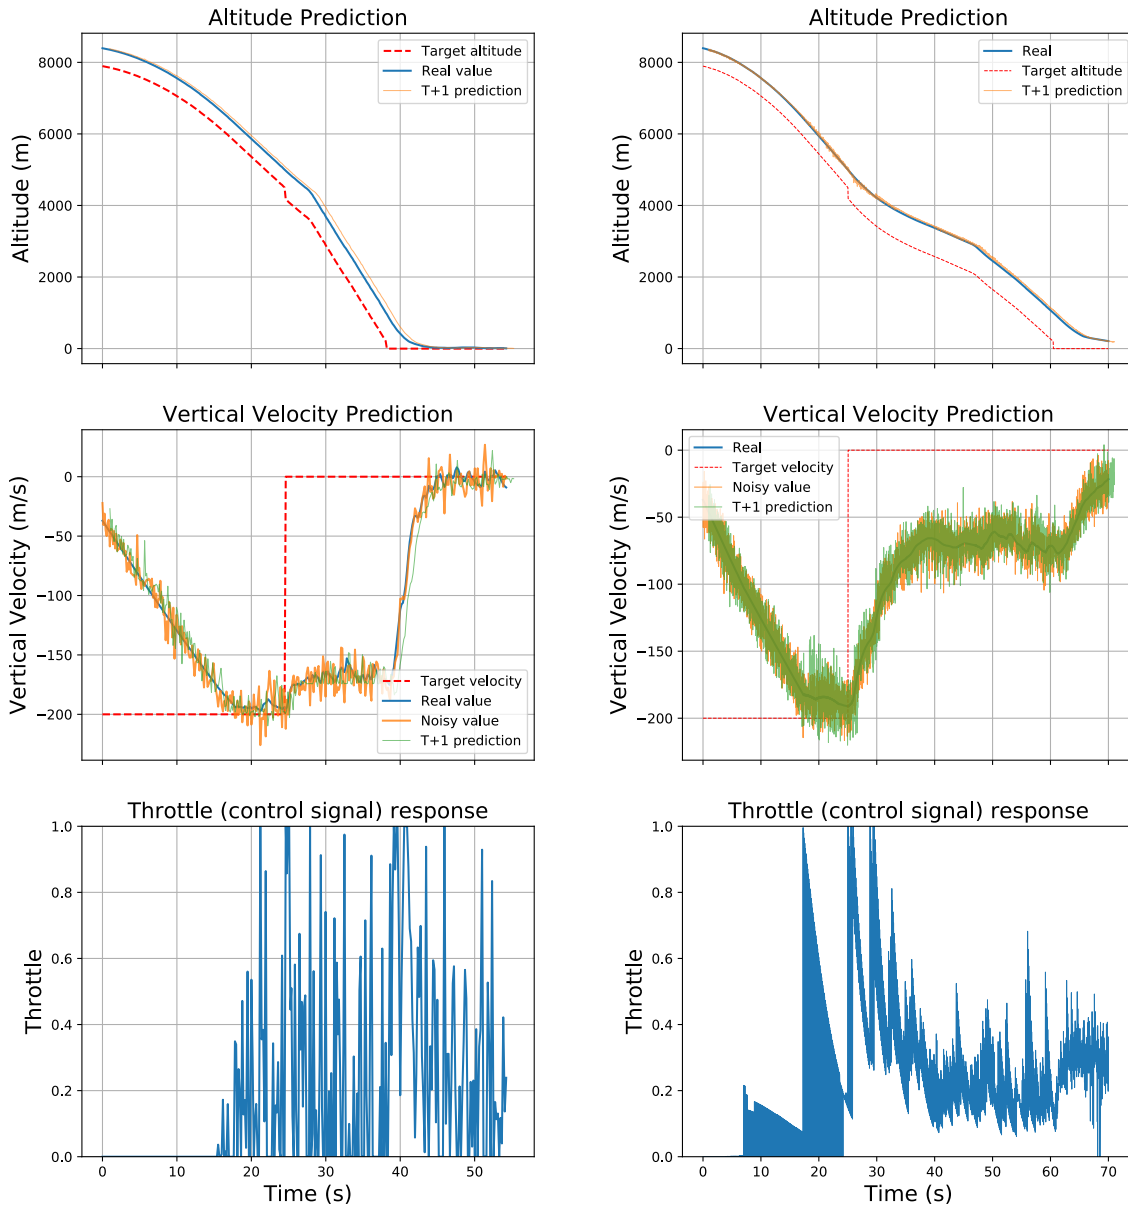 Altitude Prediction
Altitude (m)
8000
6000
4000
2000
0
Target altitude
Real value
T+1 prediction
Altitude Prediction
Altitude (m)
8000
6000
4000
2000
0
Real
Target altitude
T+1 prediction
Vertical Velocity Prediction
Vertical Velocity (m/s)
0
−50
−100
−150
−200
Target velocity
Real value
Noisy value
T+1 prediction
Vertical Velocity Prediction
Vertical Velocity (m/s)
0
−50
−100
−150
−200
Real
Target velocity
Noisy value
T+1 prediction
Throttle (control signal) response
Throttle
1.0
0.8
0.6
0.4
0.2
0.0
0 10 20 30 40 50
Time (s)
Throttle (control signal) response
Throttle
1.0
0.8
0.6
0.4
0.2
0.0
0 10 20 30 40 50 60 70
Time (s)